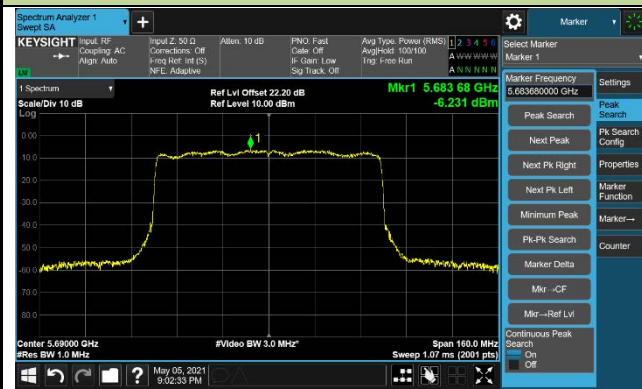 Spectrum Analyzer 1
Swept SA
Marker
KEYSIGHT
Input: RF
Coupling: AC
Align: Auto
Input Z: 50 Ω
Corrections: Off
Freq Ref: Int (S)
NFE: Adaptive
Atten: 10 dB
PNO: Fast
Gate: Off
IF Gain: Low
Sig Track: Off
Avg Type: Power (RMS)
Avg|Hold: 100/100
Trig: Free Run
1 2 3 4 5 6
A W W W W W
A N N N N N
LW
1 Spectrum
Scale/Div 10 dB
Log
Ref Lvl Offset 22.20 dB
Ref Level 10.00 dBm
Mkr1 5.683 68 GHz
-6.231 dBm
1
0.00
-10.0
-20.0
-30.0
-40.0
-50.0
-60.0
-70.0
-80.0
Center 5.69000 GHz
#Res BW 1.0 MHz
#Video BW 3.0 MHz*
Span 160.0 MHz
Sweep 1.07 ms (2001 pts)
May 05, 2021
9:02:33 PM
Select Marker
Marker 1
Marker Frequency
5.683680000 GHz
Peak Search
Next Peak
Next Pk Right
Next Pk Left
Minimum Peak
Pk-Pk Search
Marker Delta
Mkr→CF
Mkr→Ref Lvl
Continuous Peak Search
On
Off
Settings
Peak Search
Pk Search Config
Properties
Marker Function
Marker→
Counter